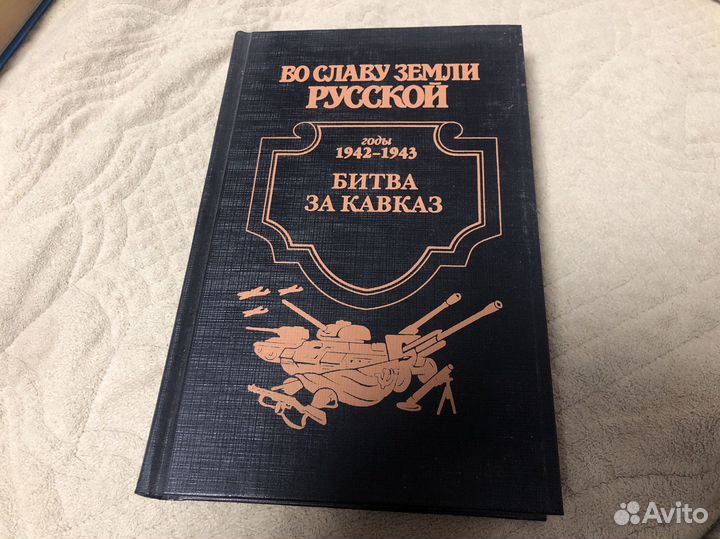 ВО СЛАВУ ЗЕМЛИ
РУССКОЙ
годы
1942-1943
БИТВА
ЗА КАВКАЗ
Avito